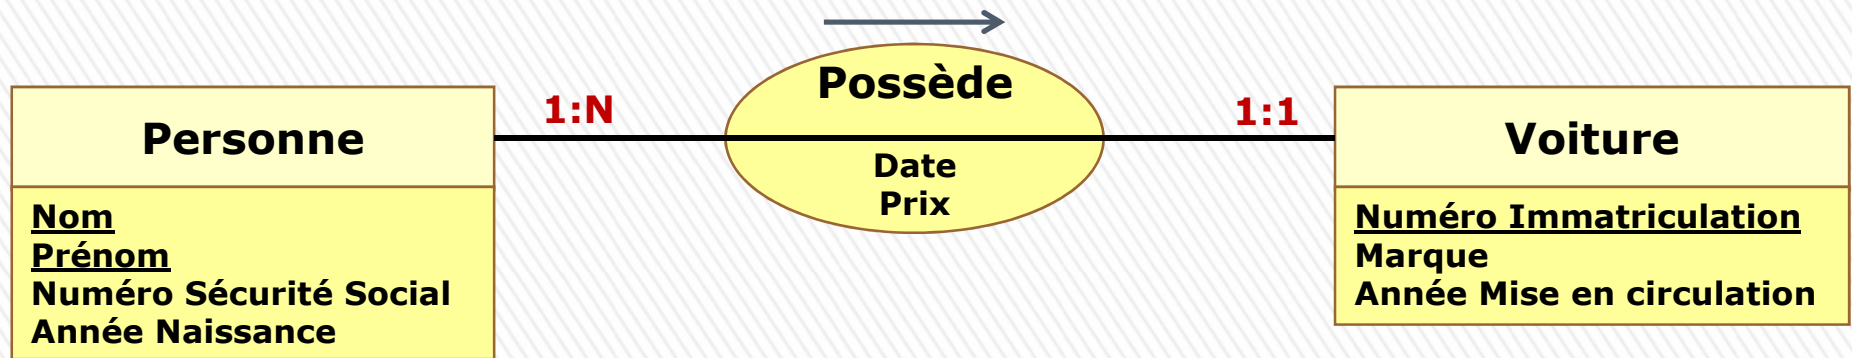 Personne
Nom
Prénom
Numéro Sécurité Social
Année Naissance
1:N
Possède
Date
Prix
1:1
Voiture
Numéro Immatriculation
Marque
Année Mise en circulation